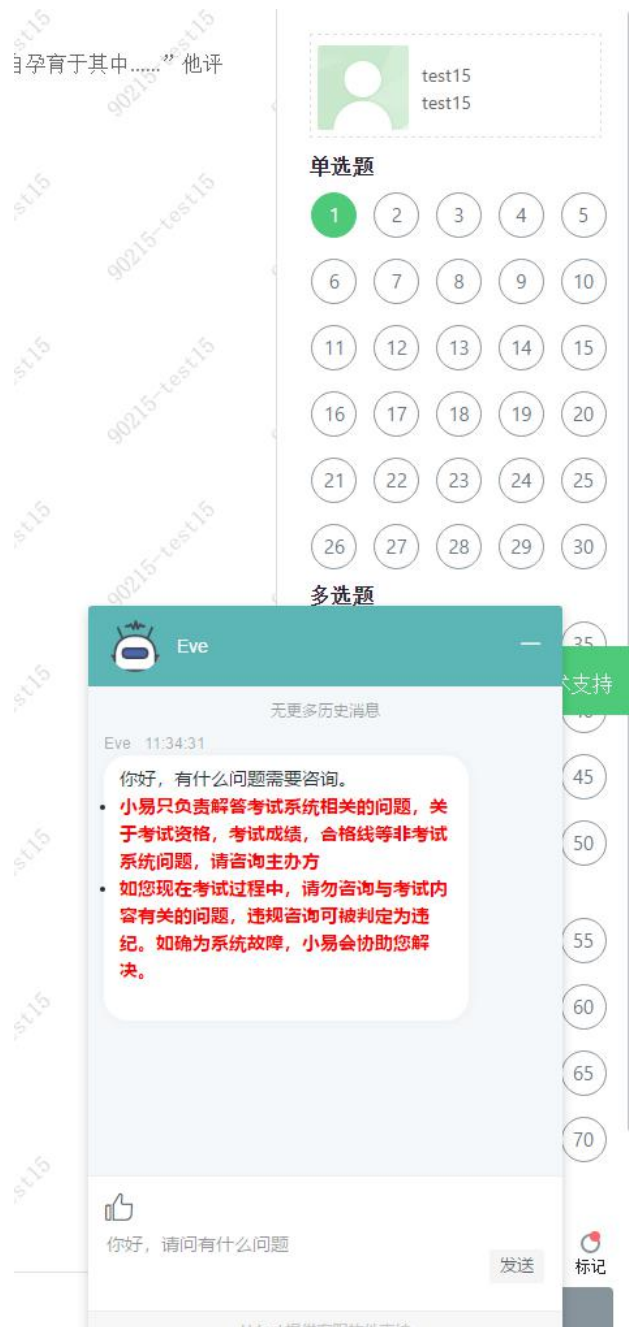 自孕育于其中……”他评
test15
test15
单选题
1 2 3 4 5
6 7 8 9 10
11 12 13 14 15
16 17 18 19 20
21 22 23 24 25
26 27 28 29 30
多选题
35
Eve
支持
无更多历史消息
Eve 11:34:31
你好，有什么问题需要咨询。
45
小易只负责解答考试系统相关的问题，关
于考试资格，考试成绩，合格线等非考试
系统问题，请咨询主办方
50
如您现在考试过程中，请勿咨询与考试内
容有关的问题，违规咨询可被判定为违
纪。如确为系统故障，小易会协助您解
决。
55
60
65
70
你好，请问有什么问题
发送
标记
90215-test15
90215-test15
90215-test15
90215-test15